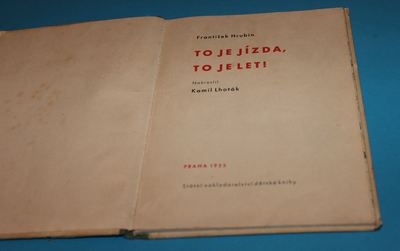 František Hrubín
TO JE JÍZDA,
TO JE LET!
Nakreslil
Kamil Lhoták
PRAHA 1955
Státní nakladatelství dětské knihy